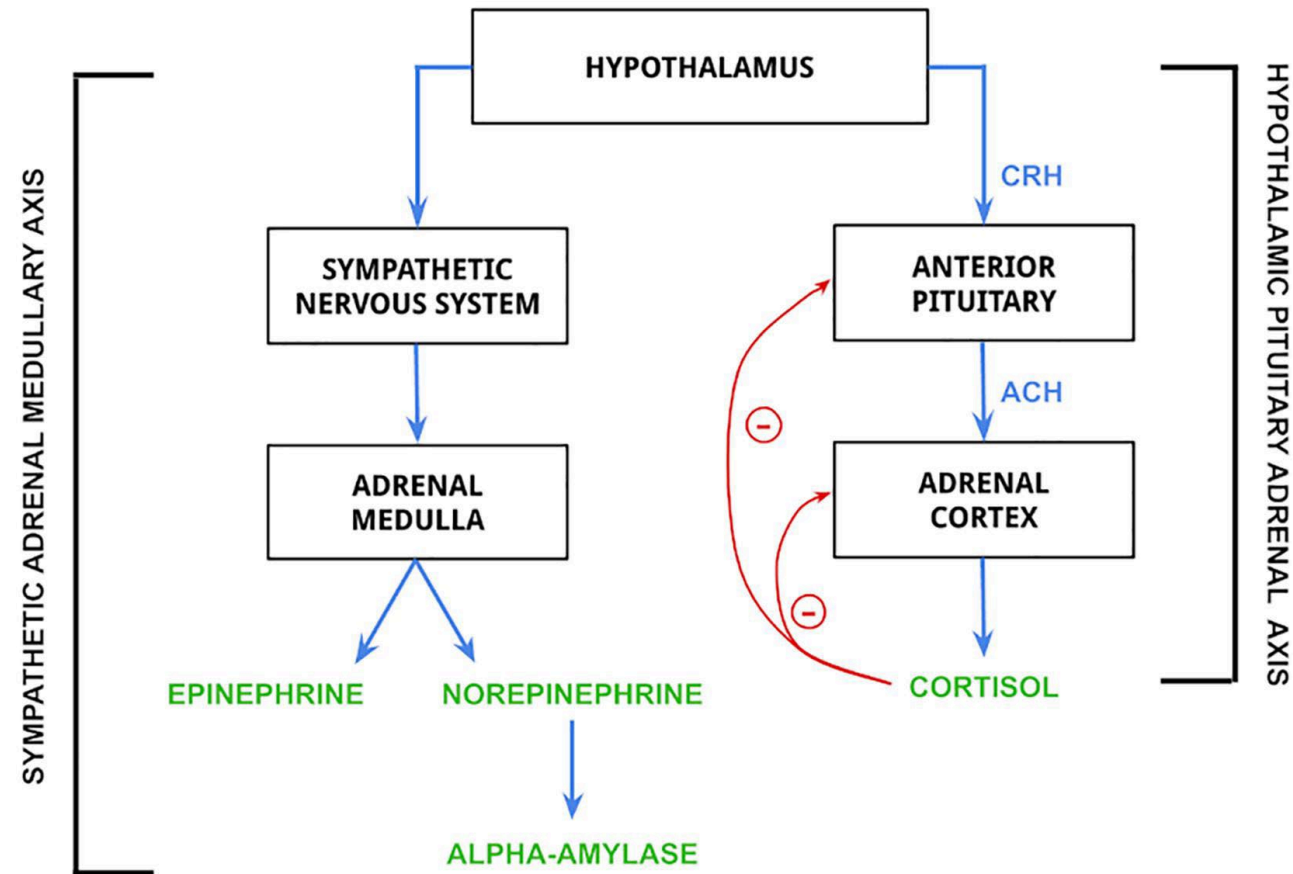 HYPOTHALAMUS
SYMPATHETIC ADRENAL MEDULLARY AXIS
HYPOTHALAMIC PITUITARY ADRENAL AXIS
CRH
SYMPATHETIC
NERVOUS SYSTEM
ANTERIOR
PITUITARY
ACH
ADRENAL
MEDULLA
ADRENAL
CORTEX
-
-
EPINEPHRINE
NOREPINEPHRINE
CORTISOL
ALPHA-AMYLASE